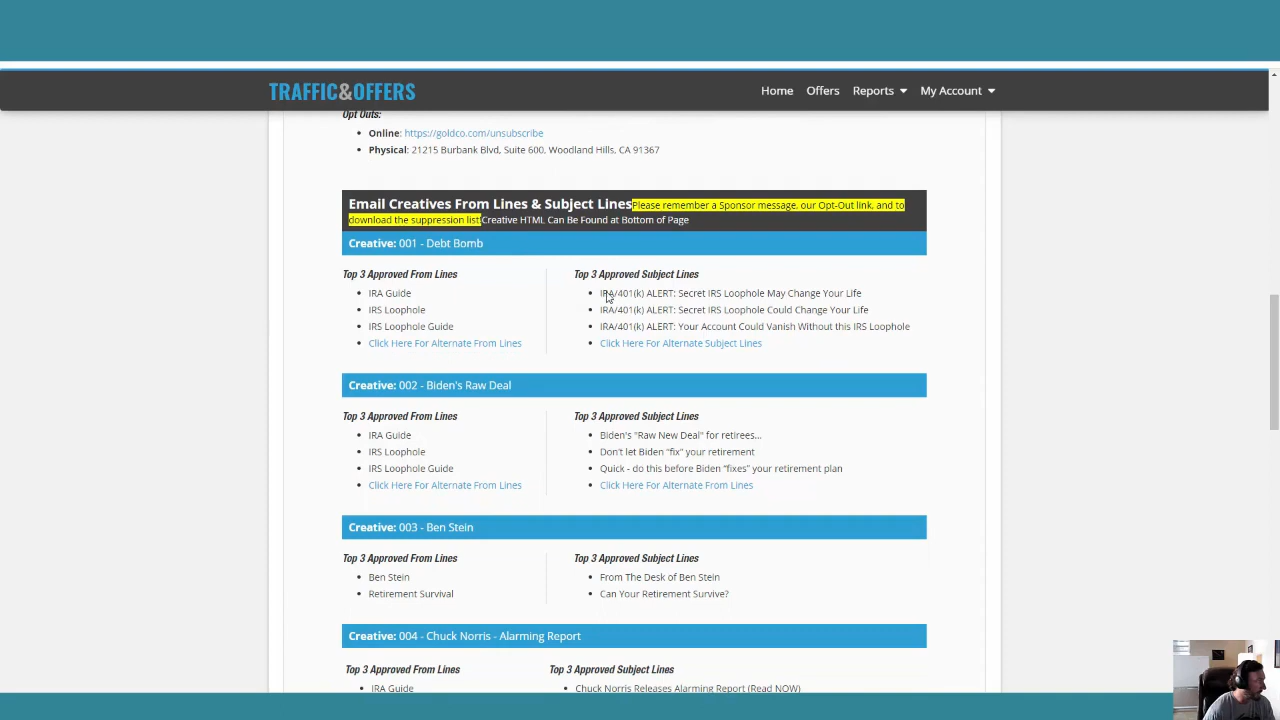 TRAFFIC&OFFERS
Home Offers Reports My Account
Opt Outs:
Online: https://goldco.com/unsubscribe
Physical: 21215 Burbank Blvd, Suite 600, Woodland Hills, CA 91367
Email Creatives From Lines & Subject LinesPlease remember a Sponsor message, our Opt-Out link, and to
download the suppression list!Creative HTML Can Be Found at Bottom of Page
Creative: 001 - Debt Bomb
Top 3 Approved From Lines
IRA Guide
IRS Loophole
IRS Loophole Guide
Click Here For Alternate From Lines
Top 3 Approved Subject Lines
IRA/401(k) ALERT: Secret IRS Loophole May Change Your Life
IRA/401(k) ALERT: Secret IRS Loophole Could Change Your Life
IRA/401(k) ALERT: Your Account Could Vanish Without this IRS Loophole
Click Here For Alternate Subject Lines
Creative: 002 - Biden's Raw Deal
Top 3 Approved From Lines
IRA Guide
IRS Loophole
IRS Loophole Guide
Click Here For Alternate From Lines
Top 3 Approved Subject Lines
Biden's "Raw New Deal" for retirees...
Don't let Biden “fix” your retirement
Quick - do this before Biden “fixes” your retirement plan
Click Here For Alternate From Lines
Creative: 003 - Ben Stein
Top 3 Approved From Lines
Ben Stein
Retirement Survival
Top 3 Approved Subject Lines
From The Desk of Ben Stein
Can Your Retirement Survive?
Creative: 004 - Chuck Norris - Alarming Report
Top 3 Approved From Lines
IRA Guide
Top 3 Approved Subject Lines
Chuck Norris Releases Alarming Report (Read NOW)